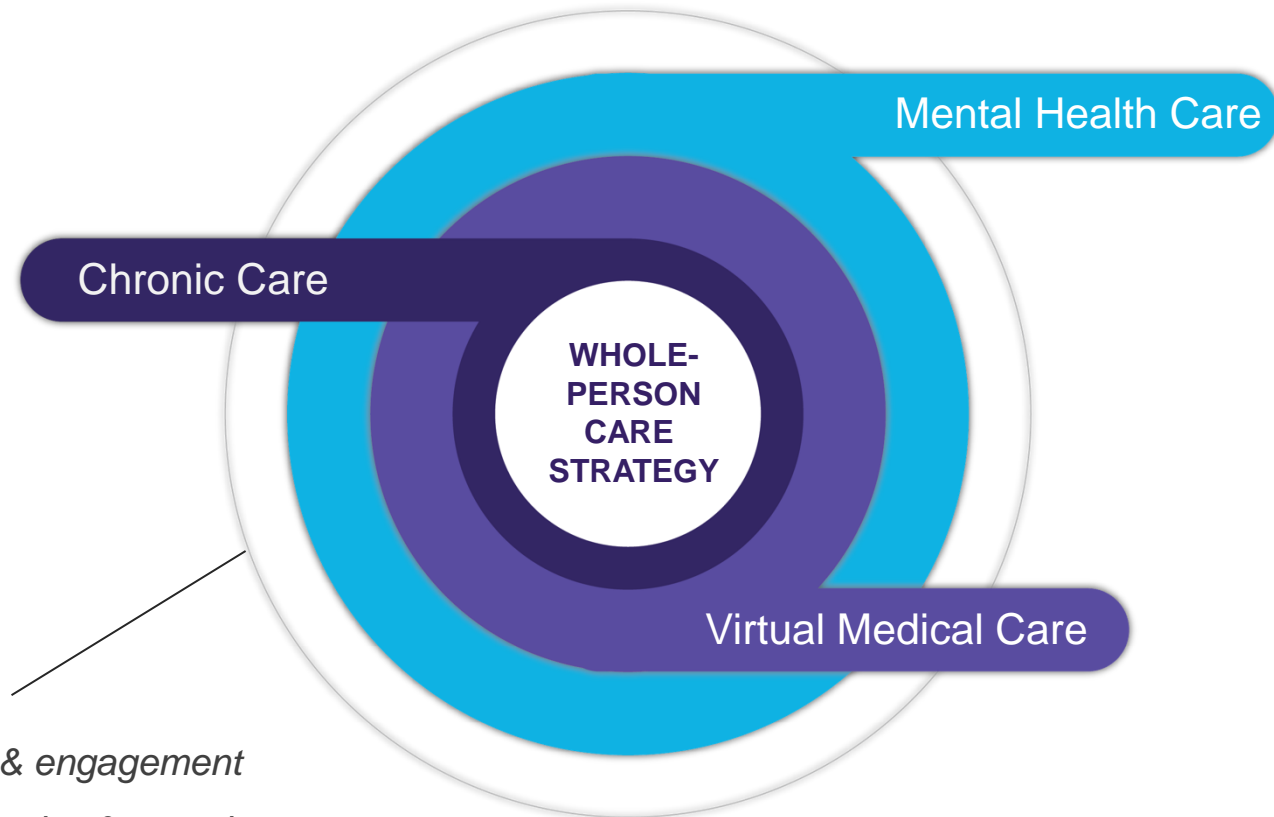 Mental Health Care
Chronic Care
WHOLE-
PERSON
CARE
STRATEGY
Virtual Medical Care
& engagement